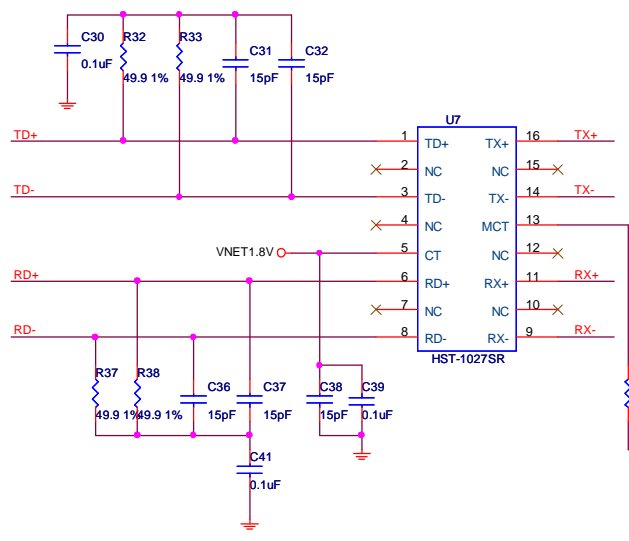 C30
0.1uF
R32
49.9 1%
R33
49.9 1%
C31
15pF
C32
15pF
U7
TD+
1
TD+
TX+
16
TX+
2
NC
NC
15
TD-
3
TD-
TX-
14
TX-
4
NC
MCT
13
VNET1.8V
5
CT
NC
12
RD+
6
RD+
RX+
11
RX+
7
NC
NC
10
RD-
8
RD-
RX-
9
RX-
HST-1027SR
R37
49.9 1%
R38
49.9 1%
C36
15pF
C37
15pF
C38
15pF
C39
0.1uF
C41
0.1uF